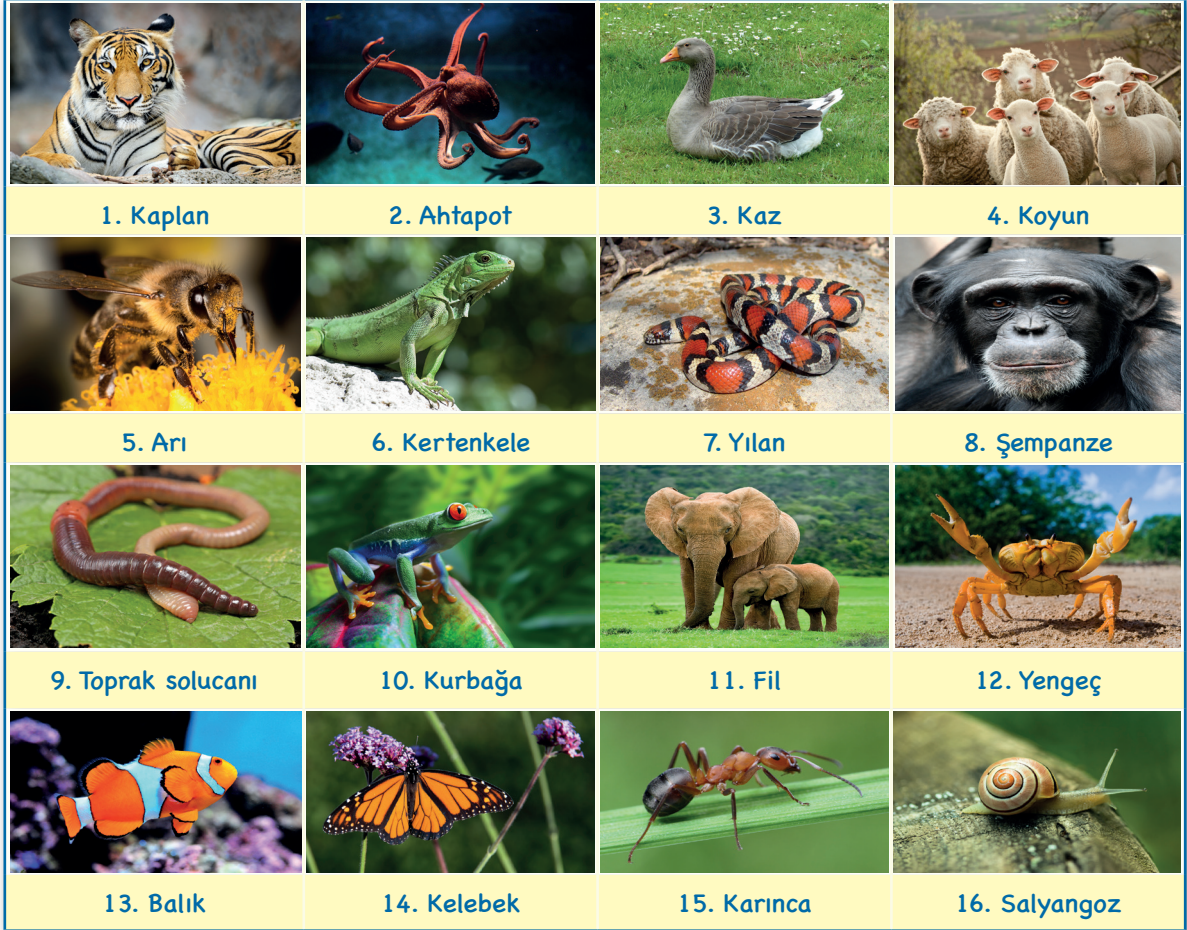 1. Kaplan
2. Ahtapot
3. Kaz
4. Koyun
5. Arı
6. Kertenkele
7. Yılan
8. Şempanze
9. Toprak solucanı
10. Kurbağa
11. Fil
12. Yengeç
13. Balık
14. Kelebek
15. Karınca
16. Salyangoz